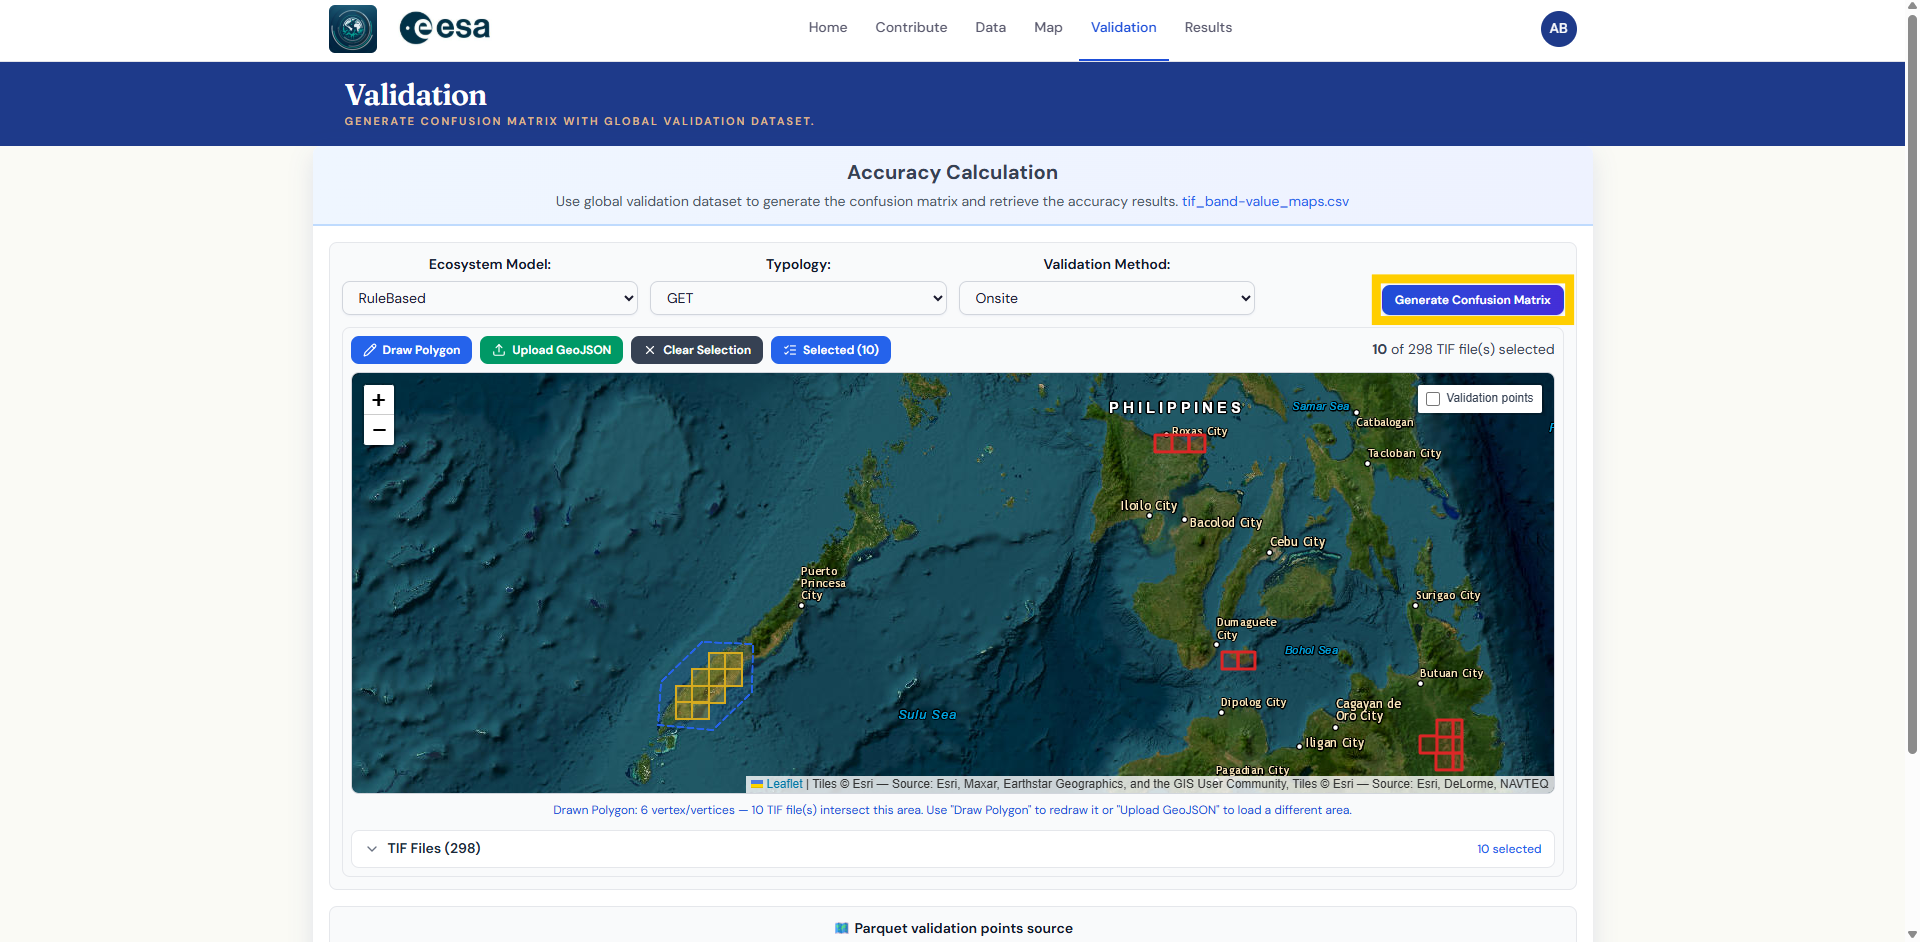 esa
Home
Contribute
Data
Map
Validation
Results
AB
Validation
GENERATE CONFUSION MATRIX WITH GLOBAL VALIDATION DATASET.
Accuracy Calculation
Use global validation dataset to generate the confusion matrix and retrieve the accuracy results. tif_band-value_maps.csv
Ecosystem Model:
Typology:
Validation Method:
RuleBased
GET
Onsite
Generate Confusion Matrix
Draw Polygon
Upload GeoJSON
Clear Selection
Selected (10)
10 of 298 TIF file(s) selected
+
−
Validation points
PHILIPPINES
Samar Sea
Catbalogan
Roxas City
Tacloban City
Iloilo City
Bacolod City
Cebu City
Puerto
Princesa
City
Surigao City
Dumaguete
City
Bohol Sea
Butuan City
Dipolog City
Cagayan de
Oro City
Sulu Sea
Iligan City
Pagadian City
Leaflet | Tiles © Esri — Source: Esri, Maxar, Earthstar Geographics, and the GIS User Community, Tiles © Esri — Source: Esri, DeLorme, NAVTEQ
Drawn Polygon: 6 vertex/vertices — 10 TIF file(s) intersect this area. Use "Draw Polygon" to redraw it or "Upload GeoJSON" to load a different area.
TIF Files (298)
10 selected
Parquet validation points source